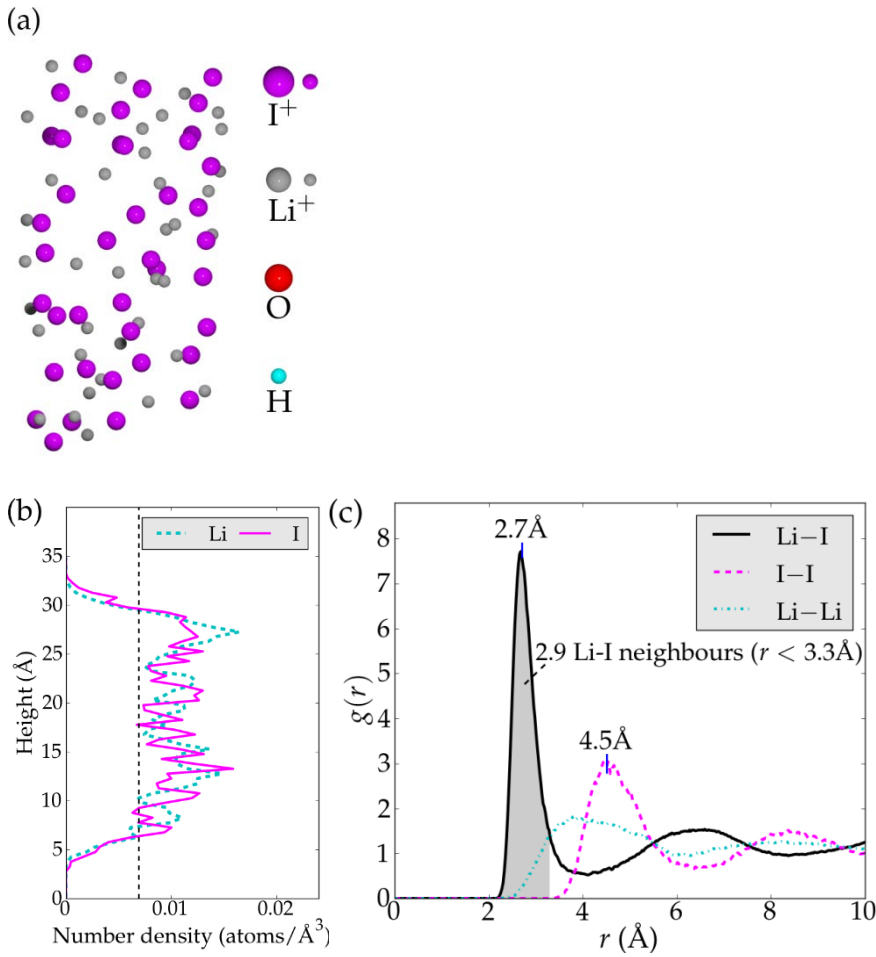 (a)
I⁺
Li⁺
O
H
(b)
Li I
Height (Å)
35
30
25
20
15
10
5
0
0 0.01 0.02
Number density (atoms/Å³)
(c)
2.7Å
Li−I
I−I
Li−Li
2.9 Li-I neighbours (r < 3.3Å)
4.5Å
g(r)
8
7
6
5
4
3
2
1
0
0 2 4 6 8 10
r (Å)